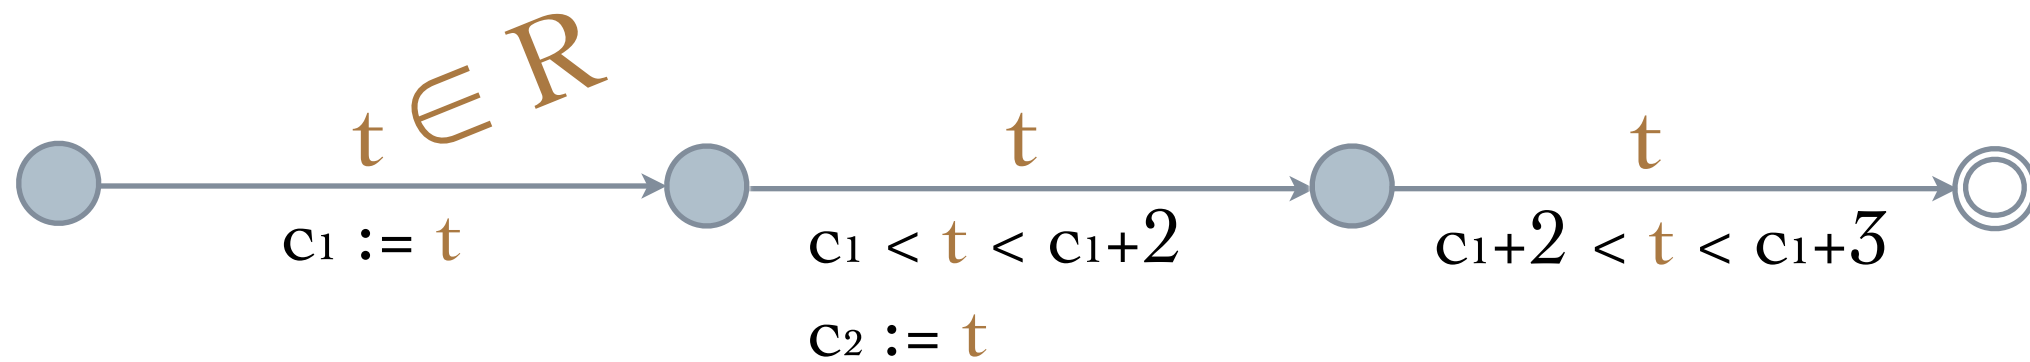 t ∈ R
t
t
c₁ := t
c₁ < t < c₁+2
c₁+2 < t < c₁+3
c₂ := t